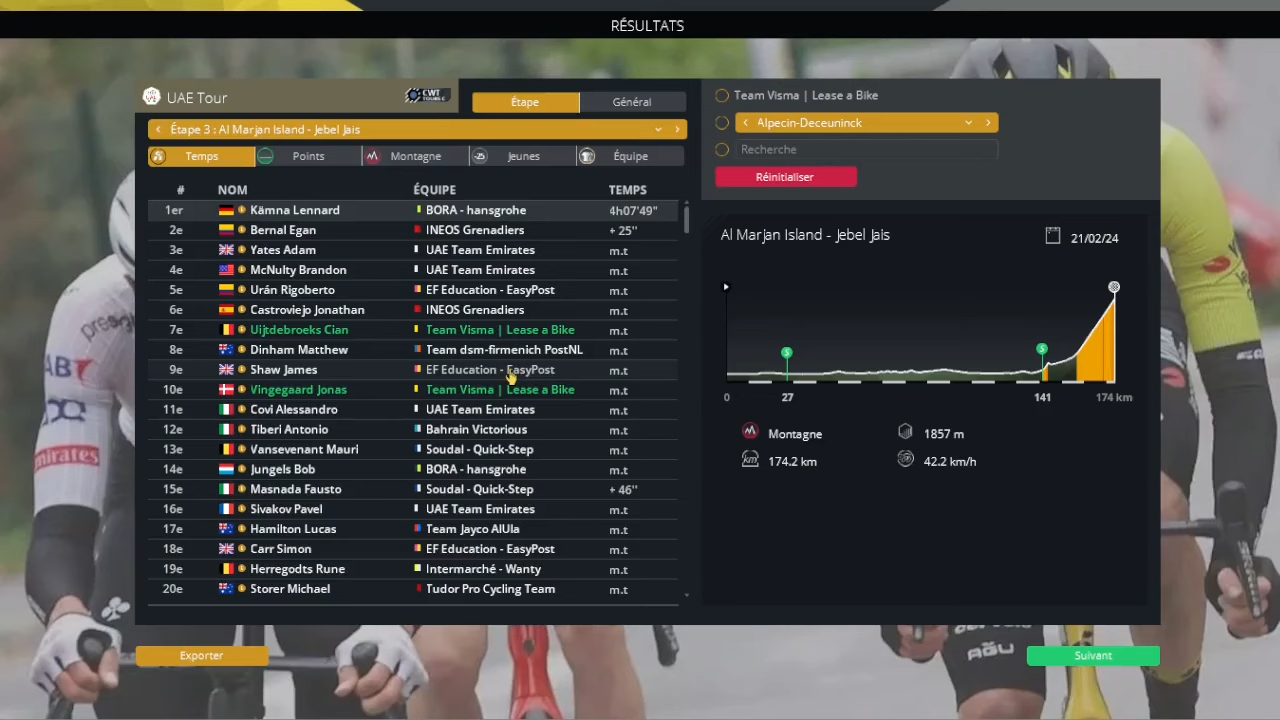 RÉSULTATS
UAE Tour
CWT
TOURS C
Étape
Général
Étape 3 : Al Marjan Island - Jebel Jais
Temps
Points
Montagne
Jeunes
Équipe
# NOM ÉQUIPE TEMPS
1er Kämna Lennard BORA - hansgrohe 4h07'49"
2e Bernal Egan INEOS Grenadiers + 25"
3e Yates Adam UAE Team Emirates m.t
4e McNulty Brandon UAE Team Emirates m.t
5e Urán Rigoberto EF Education - EasyPost m.t
6e Castroviejo Jonathan INEOS Grenadiers m.t
7e Uijtdebroeks Cian Team Visma | Lease a Bike m.t
8e Dinham Matthew Team dsm-firmenich PostNL m.t
9e Shaw James EF Education - EasyPost m.t
10e Vingegaard Jonas Team Visma | Lease a Bike m.t
11e Covi Alessandro UAE Team Emirates m.t
12e Tiberi Antonio Bahrain Victorious m.t
13e Vansevenant Mauri Soudal - Quick-Step m.t
14e Jungels Bob BORA - hansgrohe m.t
15e Masnada Fausto Soudal - Quick-Step + 46"
16e Sivakov Pavel UAE Team Emirates m.t
17e Hamilton Lucas Team Jayco AlUla m.t
18e Carr Simon EF Education - EasyPost m.t
19e Herregodts Rune Intermarché - Wanty m.t
20e Storer Michael Tudor Pro Cycling Team m.t
Team Visma | Lease a Bike
Alpecin-Deceuninck
Recherche
Réinitialiser
Al Marjan Island - Jebel Jais
21/02/24
S
S
0 27 141 174 km
Montagne
1857 m
km 174.2 km
42.2 km/h
Exporter
Suivant
emirates
AGU